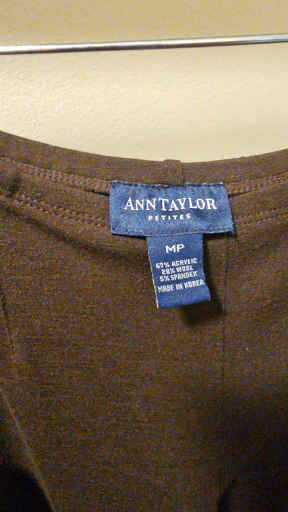 ANN TAYLOR
PETITES
MP
67% ACRYLIC
28% WOOL
5% SPANDEX
MADE IN KOREA